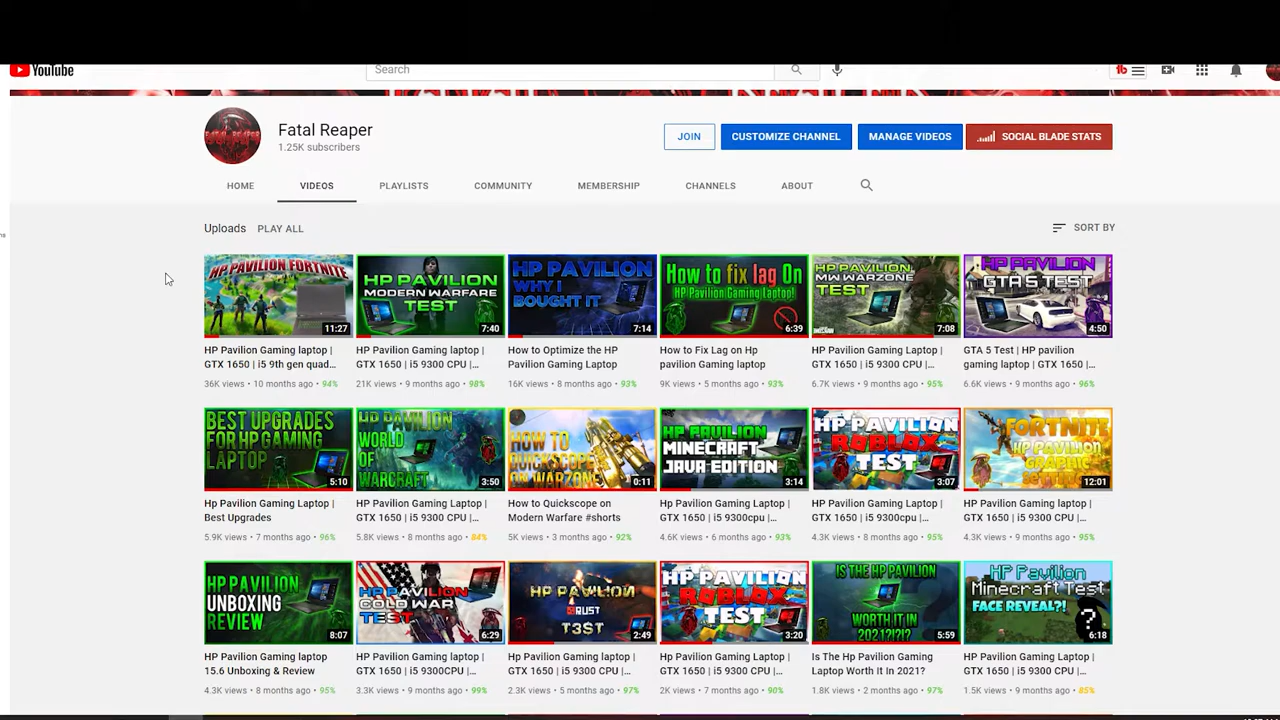 YouTube
Search
Fatal Reaper
1.25K subscribers
JOIN
CUSTOMIZE CHANNEL
MANAGE VIDEOS
SOCIAL BLADE STATS
HOME
VIDEOS
PLAYLISTS
COMMUNITY
MEMBERSHIP
CHANNELS
ABOUT
Uploads
PLAY ALL
SORT BY
HP PAVILION FORTNITE
11:27
HP Pavilion Gaming laptop |
GTX 1650 | i5 9th gen quad...
36K views • 10 months ago • 94%
HP PAVILION
MODERN WARFARE
TEST
7:40
HP Pavilion Gaming laptop |
GTX 1650 | i5 9300 CPU |...
21K views • 9 months ago • 98%
HP PAVILION
WHY I
BOUGHT IT
7:14
How to Optimize the HP
Pavilion Gaming Laptop
16K views • 8 months ago • 93%
How to fix lag On
HP Pavilion Gaming Laptop!
6:39
How to Fix Lag on Hp
pavilion Gaming laptop
9K views • 5 months ago • 93%
HP PAVILION
MW WARZONE
TEST
7:08
HP Pavilion Gaming Laptop |
GTX 1650 | i5 9300 CPU |...
6.7K views • 9 months ago • 95%
HP PAVILION
GTA 5 TEST
4:50
GTA 5 Test | HP pavilion
gaming laptop | GTX 1650 |...
6.6K views • 9 months ago • 96%
BEST UPGRADES
FOR HP GAMING
LAPTOP
5:10
Hp Pavilion Gaming Laptop |
Best Upgrades
5.9K views • 7 months ago • 96%
HP PAVILION
WORLD
OF
WARCRAFT
3:50
HP Pavilion Gaming Laptop |
GTX 1650 | i5 9300 CPU |...
5.8K views • 8 months ago • 84%
HOW TO
QUICKSCOPE
ON WARZONE
0:11
How to Quickscope on
Modern Warfare #shorts
5K views • 3 months ago • 92%
HP PAVILION
MINECRAFT
JAVA EDITION
3:14
Hp Pavilion Gaming Laptop |
GTX 1650 | i5 9300cpu |...
4.6K views • 6 months ago • 93%
HP PAVILION
ROBLOX
TEST
3:07
HP Pavilion Gaming Laptop |
GTX 1650 | i5 9300cpu |...
4.3K views • 8 months ago • 95%
FORTNITE
HP PAVILION
GRAPHIC
SETTINGS
12:01
HP Pavilion Gaming laptop |
GTX 1650 | i5 9300 CPU |...
4.3K views • 9 months ago • 95%
HP PAVILION
UNBOXING
REVIEW
8:07
HP Pavilion Gaming laptop
15.6 Unboxing & Review
4.3K views • 8 months ago • 95%
HP PAVILION
COLD WAR
TEST
6:29
HP Pavilion Gaming Laptop |
GTX 1650 | i5 9300CPU |...
3.3K views • 9 months ago • 99%
HP PAVILION
RUST
T3ST
2:49
Hp Pavilion Gaming Laptop |
GTX 1650 | i5 9300 CPU |...
2.3K views • 5 months ago • 97%
HP PAVILION
ROBLOX
TEST
3:20
Hp Pavilion Gaming Laptop |
GTX 1650 | i5 9300 CPU |...
2K views • 7 months ago • 90%
IS THE HP PAVILION
WORTH IT IN
2021?!?!?
5:59
Is The Hp Pavilion Gaming
Laptop Worth It In 2021?
1.8K views • 2 months ago • 97%
HP Pavilion
Minecraft Test
FACE REVEAL?!
?
6:18
HP Pavilion Gaming Laptop |
GTX 1650 | i5 9300 CPU |...
1.5K views • 9 months ago • 85%